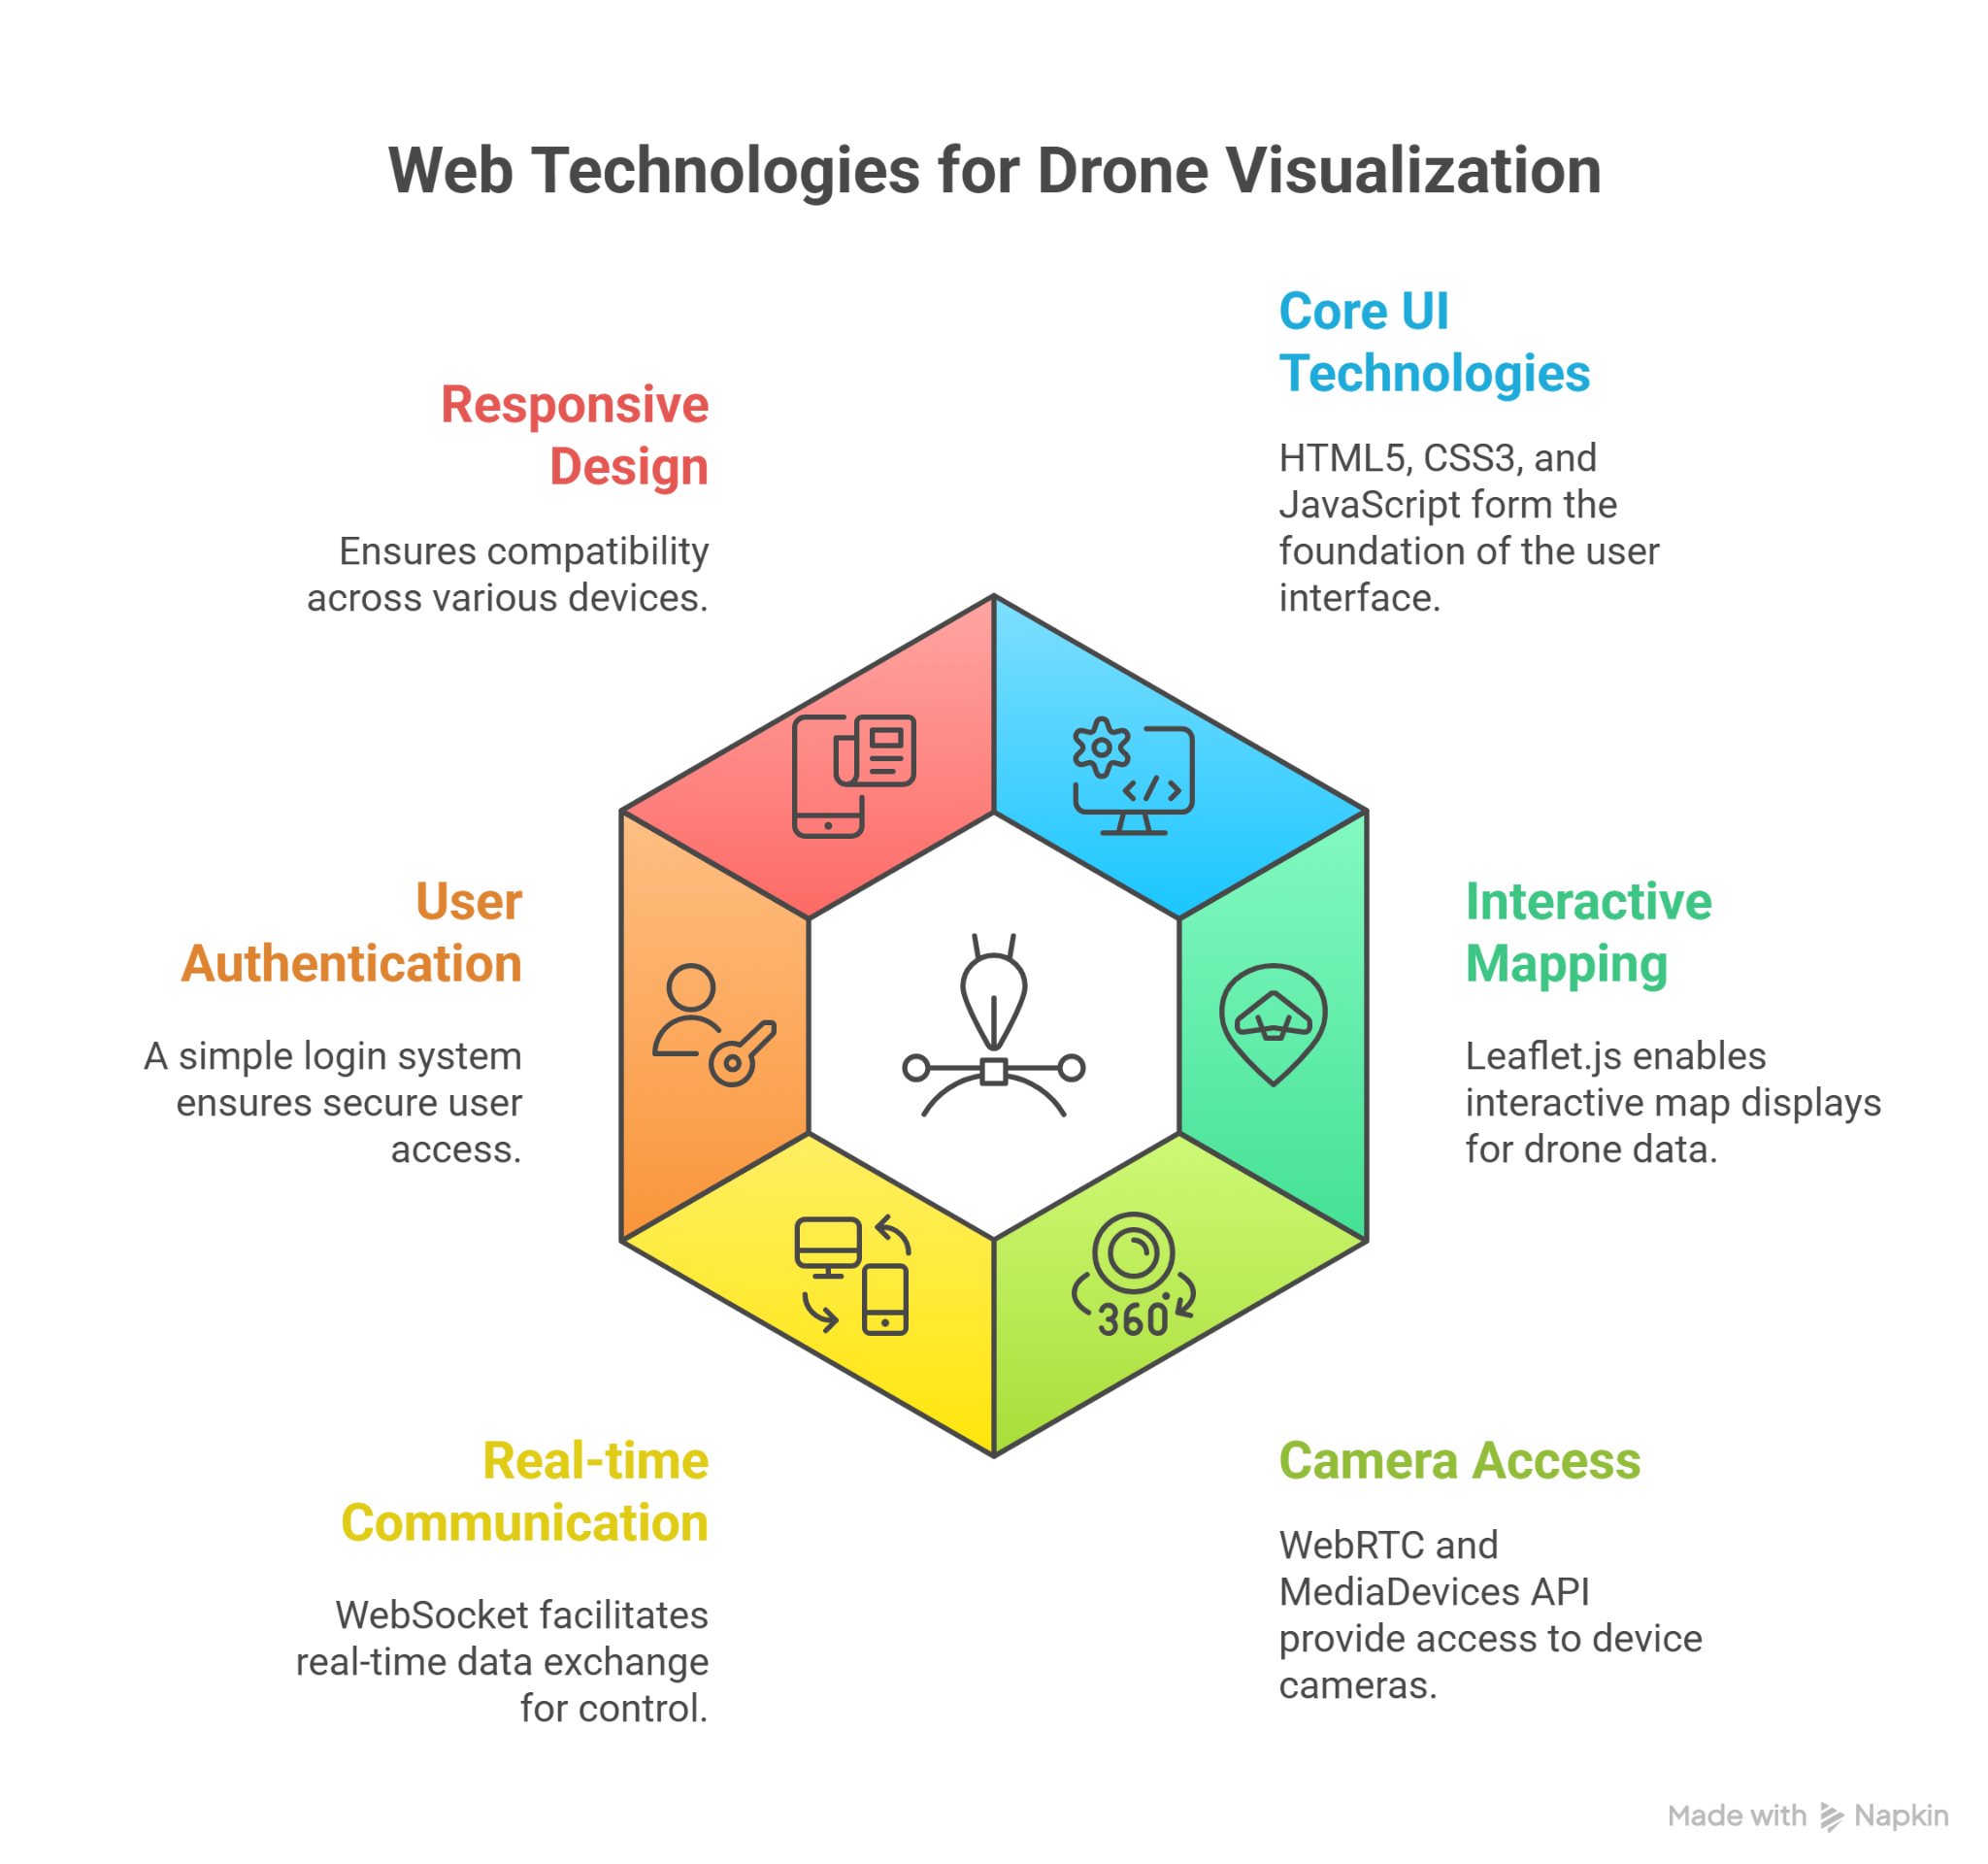 Web Technologies for Drone Visualization
Core UI
Technologies
HTML5, CSS3, and
JavaScript form the
foundation of the user
interface.
Responsive
Design
Ensures compatibility
across various devices.
User
Authentication
A simple login system
ensures secure user
access.
Interactive
Mapping
Leaflet.js enables
interactive map displays
for drone data.
360°
Real-time
Communication
WebSocket facilitates
real-time data exchange
for control.
Camera Access
WebRTC and
MediaDevices API
provide access to device
cameras.
Made with Napkin